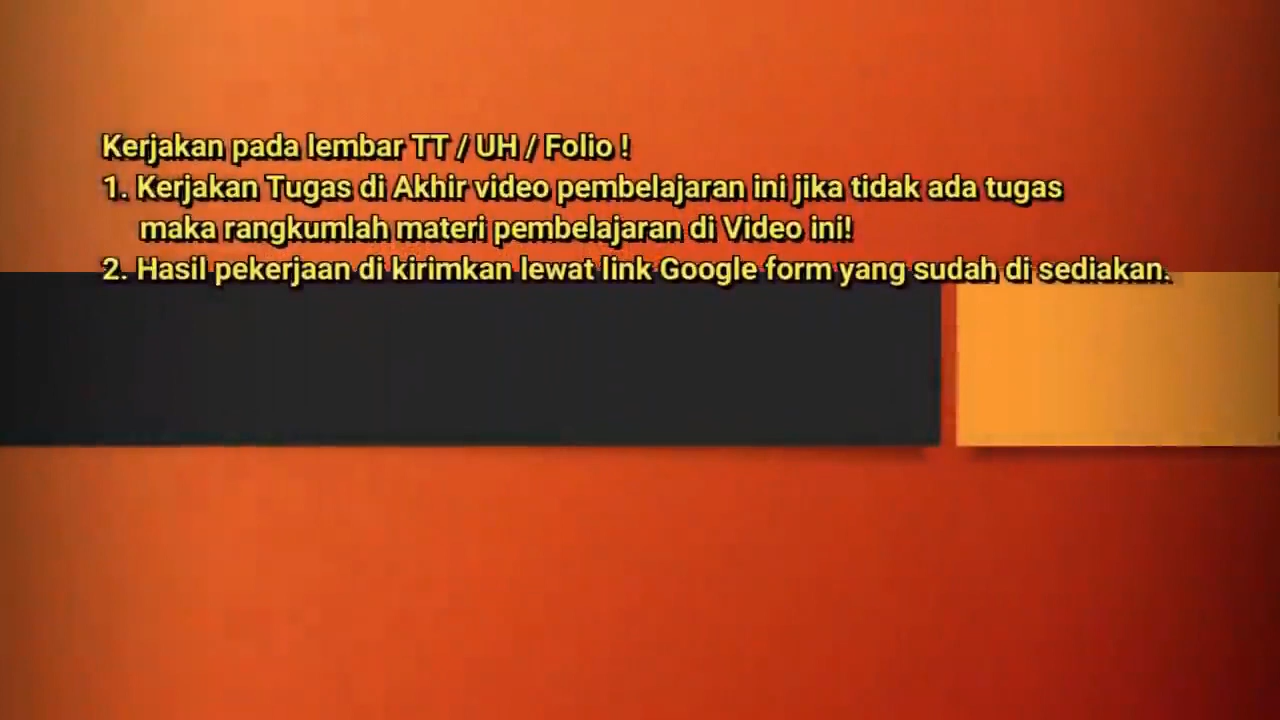 Kerjakan pada lembar TT / UH / Folio !
1. Kerjakan Tugas di Akhir video pembelajaran ini jika tidak ada tugas
maka rangkumlah materi pembelajaran di Video ini!
2. Hasil pekerjaan di kirimkan lewat link Google form yang sudah di sediakan.